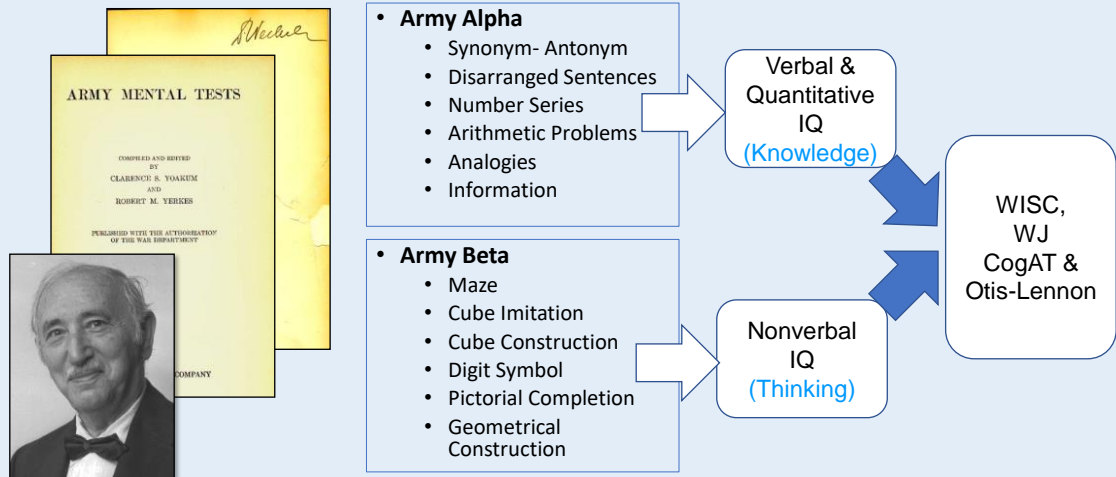 ARMY MENTAL TESTS
COMPILED AND EDITED
BY
CLARENCE S. YOAKUM
AND
ROBERT M. YERKES
PUBLISHED WITH THE AUTHORIZATION
OF THE WAR DEPARTMENT
COMPANY
• Army Alpha
• Synonym- Antonym
• Disarranged Sentences
• Number Series
• Arithmetic Problems
• Analogies
• Information
• Army Beta
• Maze
• Cube Imitation
• Cube Construction
• Digit Symbol
• Pictorial Completion
• Geometrical
Construction
Verbal &
Quantitative
IQ
(Knowledge)
Nonverbal
IQ
(Thinking)
WISC,
WJ
CogAT &
Otis-Lennon